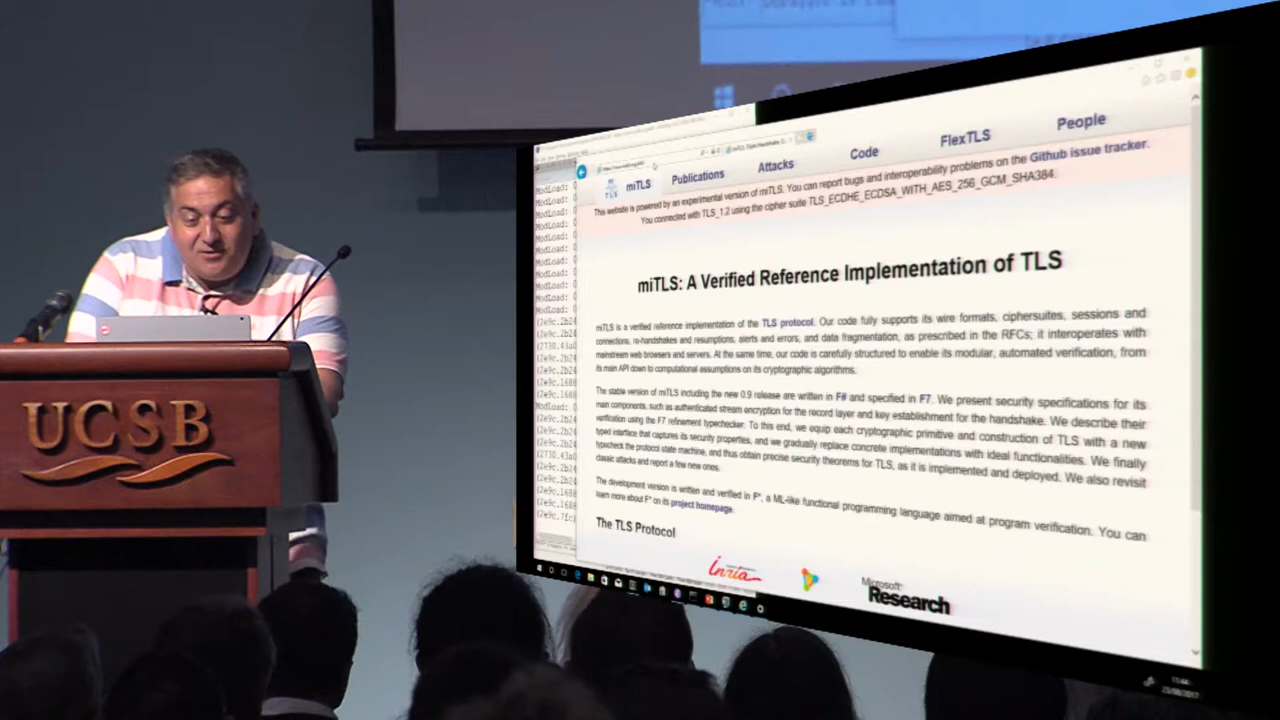 miTLS
Publications
Attacks
Code
FlexTLS
People
This website is powered by an experimental version of miTLS. You can report bugs and interoperability problems on the Github issue tracker.
You connected with TLS_1.2 using the cipher suite TLS_ECDHE_ECDSA_WITH_AES_256_GCM_SHA384.
miTLS: A Verified Reference Implementation of TLS
miTLS is a verified reference implementation of the TLS protocol. Our code fully supports its wire formats, ciphersuites, sessions and
connections, re-handshakes and resumptions, alerts and errors, and data fragmentation, as prescribed in the RFCs; it interoperates with
mainstream web browsers and servers. At the same time, our code is carefully structured to enable its modular, automated verification, from
its main API down to computational assumptions on its cryptographic algorithms.
The stable version of miTLS including the new 0.9 release are written in F# and specified in F7. We present security specifications for its
main components, such as authenticated stream encryption for the record layer and key establishment for the handshake. We describe their
verification using the F7 refinement typechecker. To this end, we equip each cryptographic primitive and construction of TLS with a new
typed interface that captures its security properties, and we gradually replace concrete implementations with ideal functionalities. We finally
typecheck the protocol state machine, and thus obtain precise security theorems for TLS, as it is implemented and deployed. We also revisit
classic attacks and report a few new ones.
The development version is written and verified in F*, a ML-like functional programming language aimed at program verification. You can
learn more about F* on its project homepage.
The TLS Protocol
Inria
Microsoft
Research
ModLoad:
ModLoad:
ModLoad:
ModLoad:
ModLoad:
ModLoad:
ModLoad:
ModLoad:
ModLoad:
ModLoad:
ModLoad:
UCSB